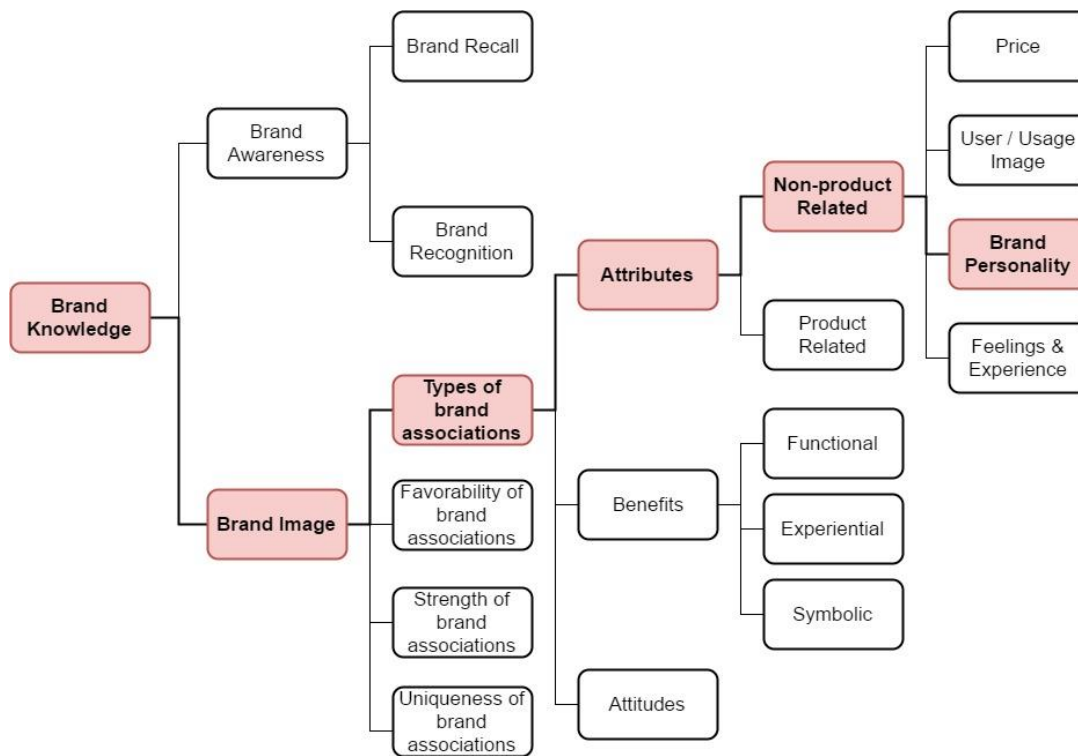 Brand Recall
Price
Brand
Awareness
User / Usage
Image
Non-product
Related
Brand
Recognition
Brand
Personality
Attributes
Brand
Knowledge
Product
Related
Feelings &
Experience
Types of
brand
associations
Functional
Favorability of
brand
associations
Benefits
Brand Image
Experiential
Strength of
brand
associations
Symbolic
Attitudes
Uniqueness of
brand
associations